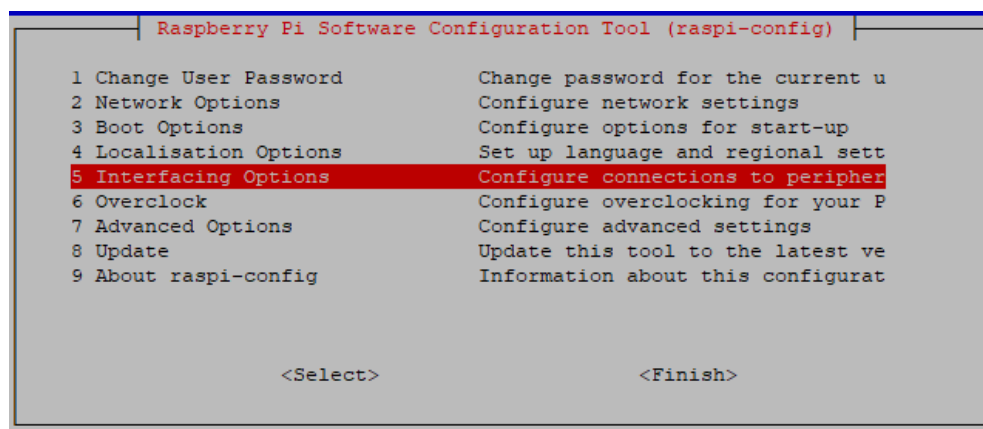 Raspberry Pi Software Configuration Tool (raspi-config)
1 Change User Password Change password for the current u
2 Network Options Configure network settings
3 Boot Options Configure options for start-up
4 Localisation Options Set up language and regional sett
5 Interfacing Options Configure connections to peripher
6 Overclock Configure overclocking for your P
7 Advanced Options Configure advanced settings
8 Update Update this tool to the latest ve
9 About raspi-config Information about this configurat
<Select> <Finish>